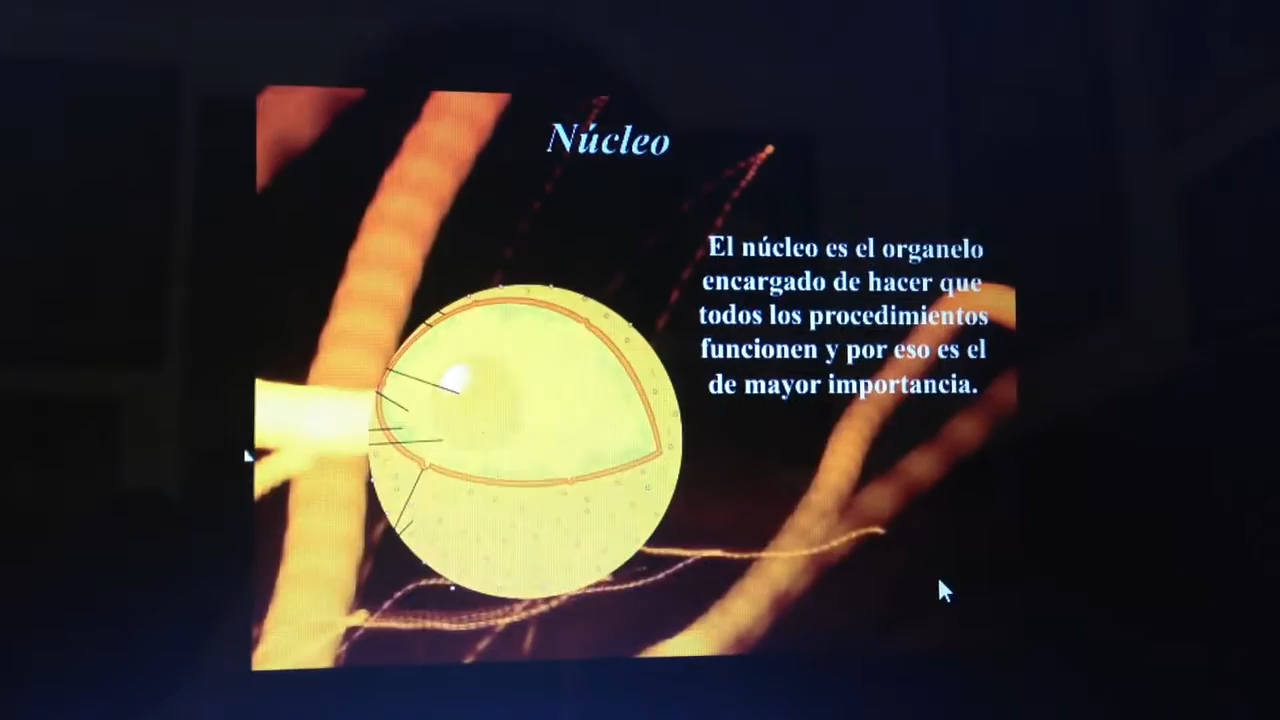 Núcleo
El núcleo es el organelo
encargado de hacer que
todos los procedimientos
funcionen y por eso es el
de mayor importancia.